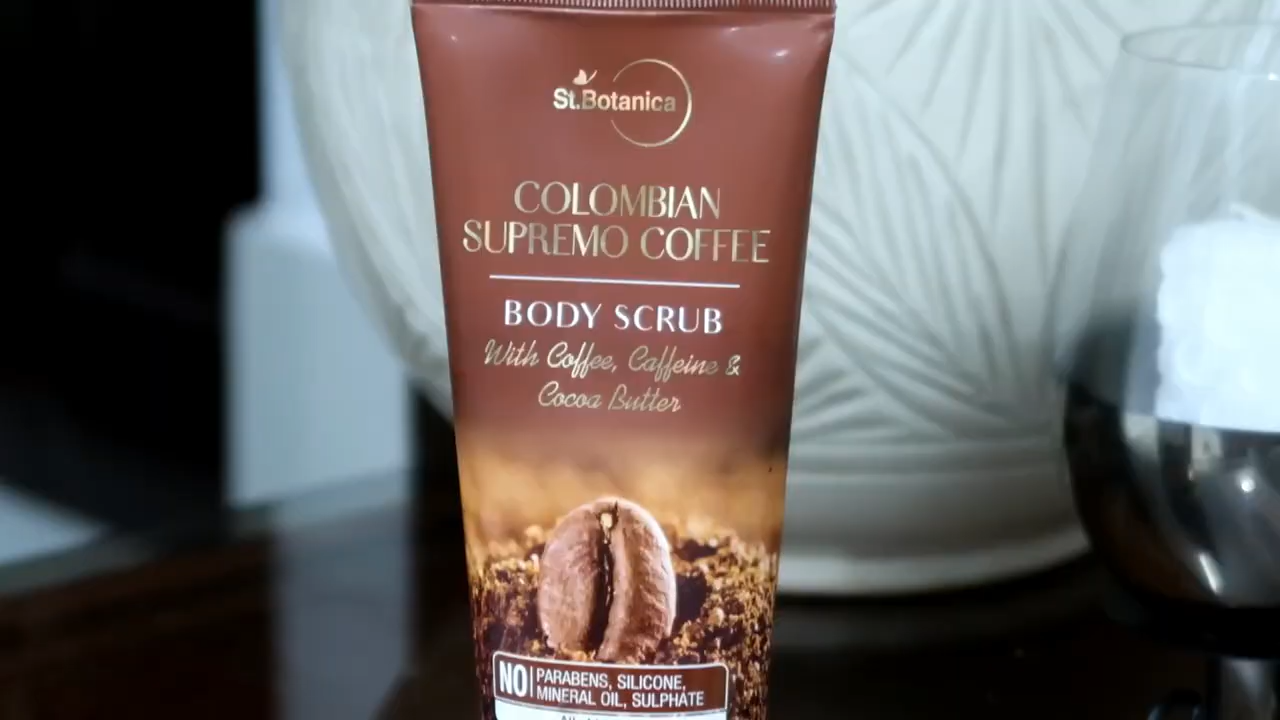 St.Botanica
COLOMBIAN
SUPREMO COFFEE
BODY SCRUB
With Coffee, Caffeine &
Cocoa Butter
NO
PARABENS, SILICONE,
MINERAL OIL, SULPHATE